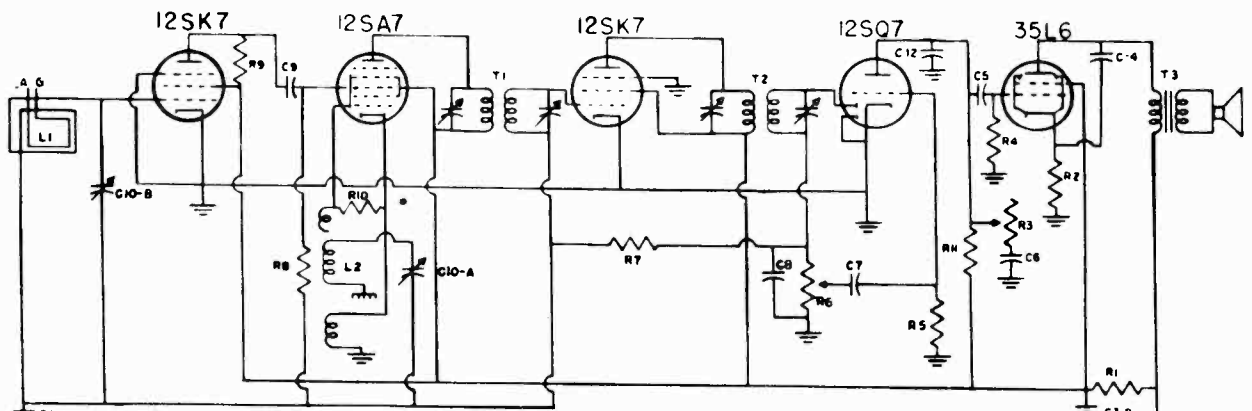 12SK7
12SA7
12SK7
12SQ7
35L6
A G
R9
C9
T1
T2
C12
C5
C-4
T3
L1
R4
R2
C10-B
R10
R3
R8
L2
C10-A
R7
C8
R6
C7
R11
C6
R5
R1